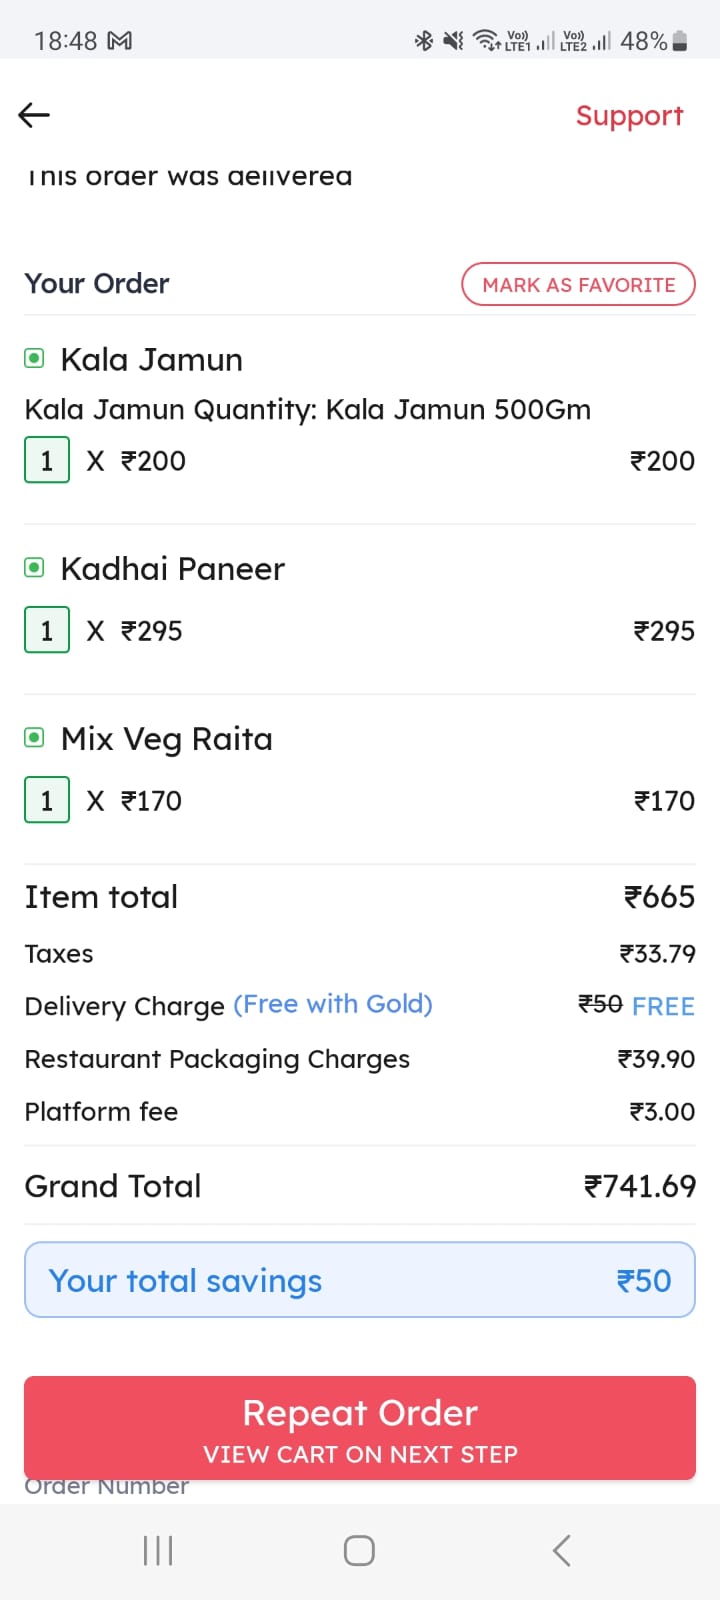 18:48 48%
Vo)) LTE1 Vo)) LTE2
Support
This order was delivered
Your Order MARK AS FAVORITE
Kala Jamun
Kala Jamun Quantity: Kala Jamun 500Gm
1 X ₹200 ₹200
Kadhai Paneer
1 X ₹295 ₹295
Mix Veg Raita
1 X ₹170 ₹170
Item total ₹665
Taxes ₹33.79
Delivery Charge (Free with Gold) ₹50 FREE
Restaurant Packaging Charges ₹39.90
Platform fee ₹3.00
Grand Total ₹741.69
Your total savings ₹50
Repeat Order
VIEW CART ON NEXT STEP
Order Number